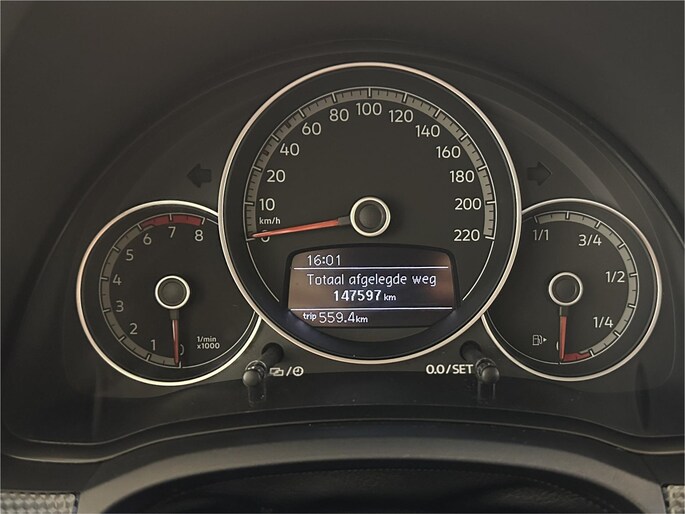 0 10 20 40 60 80 100 120 140 160 180 200 220
km/h
0 1 2 3 4 5 6 7 8
1/min
x1000
16:01
Totaal afgelegde weg
147597 km
trip 559.4 km
1/1 3/4 1/2 1/4
0.0/SET